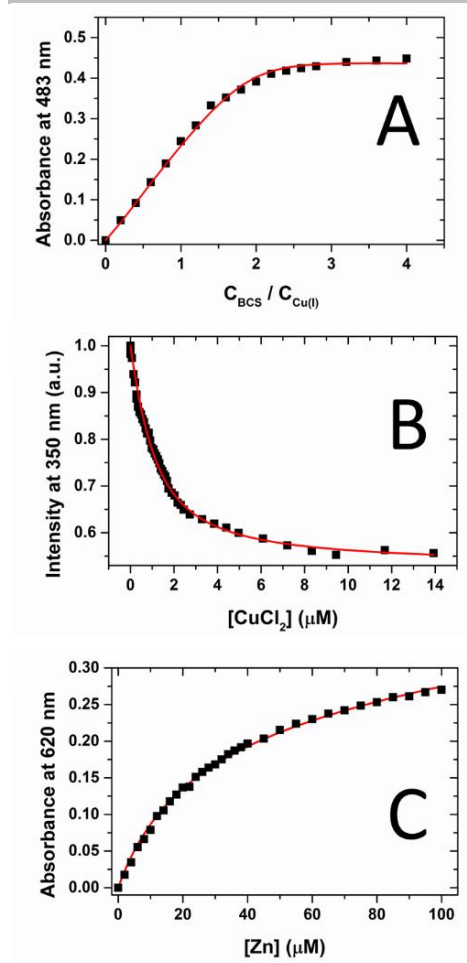 0.5
0.4
0.3
0.2
0.1
0.0
Absorbance at 483 nm
A
0 1 2 3 4
C_BCS / C_Cu(I)
1.0
0.9
0.8
0.7
0.6
Intensity at 350 nm (a.u.)
B
0 2 4 6 8 10 12 14
[CuCl₂] (μM)
0.30
0.25
0.20
0.15
0.10
0.05
0.00
Absorbance at 620 nm
C
0 20 40 60 80 100
[Zn] (μM)